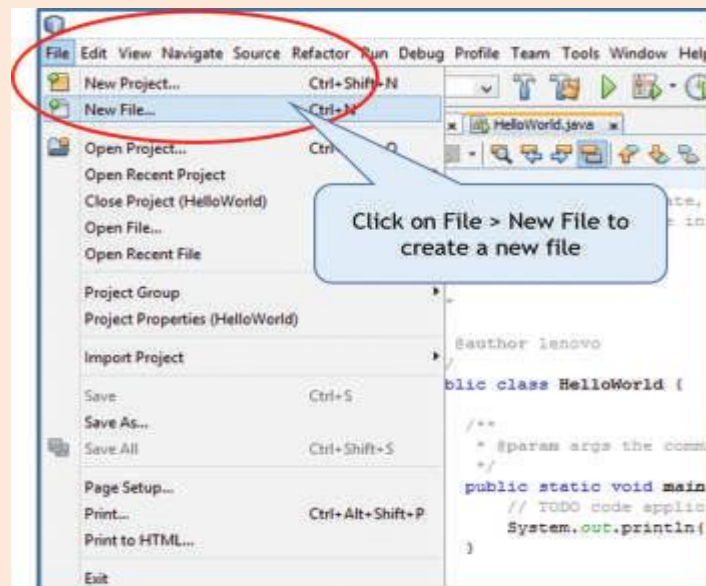 File Edit View Navigate Source Refactor Run Debug Profile Team Tools Window Help
New Project... Ctrl+Shift+N
New File... Ctrl+N
HelloWorld.java
Open Project...
Open Recent Project
Close Project (HelloWorld)
Open File...
Open Recent File
Click on File > New File to
create a new file
Project Group
Project Properties (HelloWorld)
@author lenovo
Import Project
blic class HelloWorld {
Save Ctrl+S
Save As...
/**
Save All Ctrl+Shift+S
* @param args the comm
*/
Page Setup...
public static void main
Print... Ctrl+Alt+Shift+P
// TODO code applic
System.out.println(
Print to HTML...
}
Exit